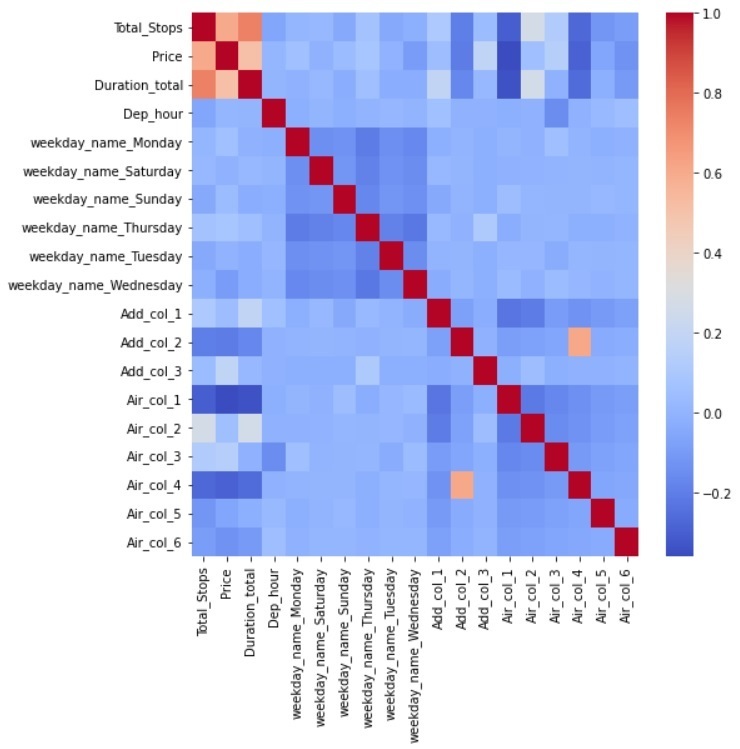 Total_Stops
Price
Duration_total
Dep_hour
weekday_name_Monday
weekday_name_Saturday
weekday_name_Sunday
weekday_name_Thursday
weekday_name_Tuesday
weekday_name_Wednesday
Add_col_1
Add_col_2
Add_col_3
Air_col_1
Air_col_2
Air_col_3
Air_col_4
Air_col_5
Air_col_6
Total_Stops
Price
Duration_total
Dep_hour
weekday_name_Monday
weekday_name_Saturday
weekday_name_Sunday
weekday_name_Thursday
weekday_name_Tuesday
weekday_name_Wednesday
Add_col_1
Add_col_2
Add_col_3
Air_col_1
Air_col_2
Air_col_3
Air_col_4
Air_col_5
Air_col_6
1.0
0.8
0.6
0.4
0.2
0.0
−0.2